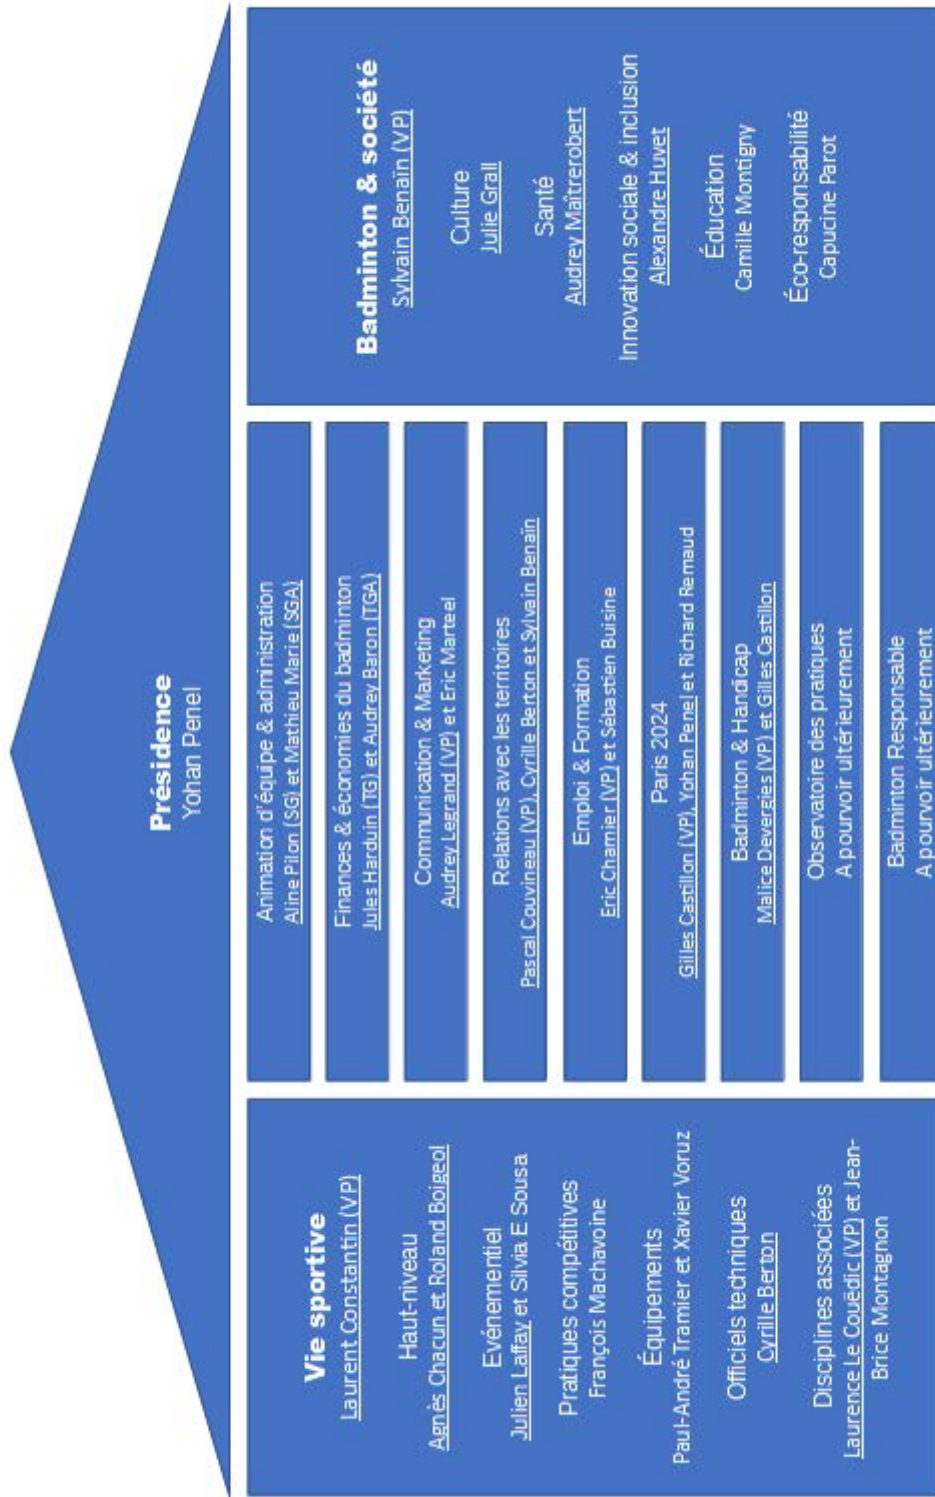 Présidence
Yohan Penel
Vie sportive
Laurent Constantin (VP)
Haut-niveau
Agnès Chacun et Roland Boigeol
Evénementiel
Julien Laffay et Silvia E Sousa
Pratiques compétitives
François Machavoine
Équipements
Paul-André Tramier et Xavier Voruz
Officiels techniques
Cyrille Berton
Disciplines associées
Laurence Le Couëdic (VP) et Jean-
Brice Montagnon
Animation d'équipe & administration
Aline Pilon (SG) et Mathieu Marie (SGA)
Finances & économies du badminton
Jules Harduin (TG) et Audrey Baron (TGA)
Communication & Marketing
Audrey Legrand (VP) et Eric Marteel
Relations avec les territoires
Pascal Couvineau (VP), Cyrille Berton et Sylvain Benaïn
Emploi & Formation
Eric Chamier (VP) et Sébastien Buisine
Paris 2024
Gilles Castillon (VP), Yohan Penel et Richard Remaud
Badminton & Handicap
Malice Devergies (VP) et Gilles Castillon
Observatoire des pratiques
A pourvoir ultérieurement
Badminton Responsable
A pourvoir ultérieurement
Badminton & société
Sylvain Benaïn (VP)
Culture
Julie Grall
Santé
Audrey Maîtrerobert
Innovation sociale & inclusion
Alexandre Huvet
Éducation
Camille Montigny
Éco-responsabilité
Capucine Parot